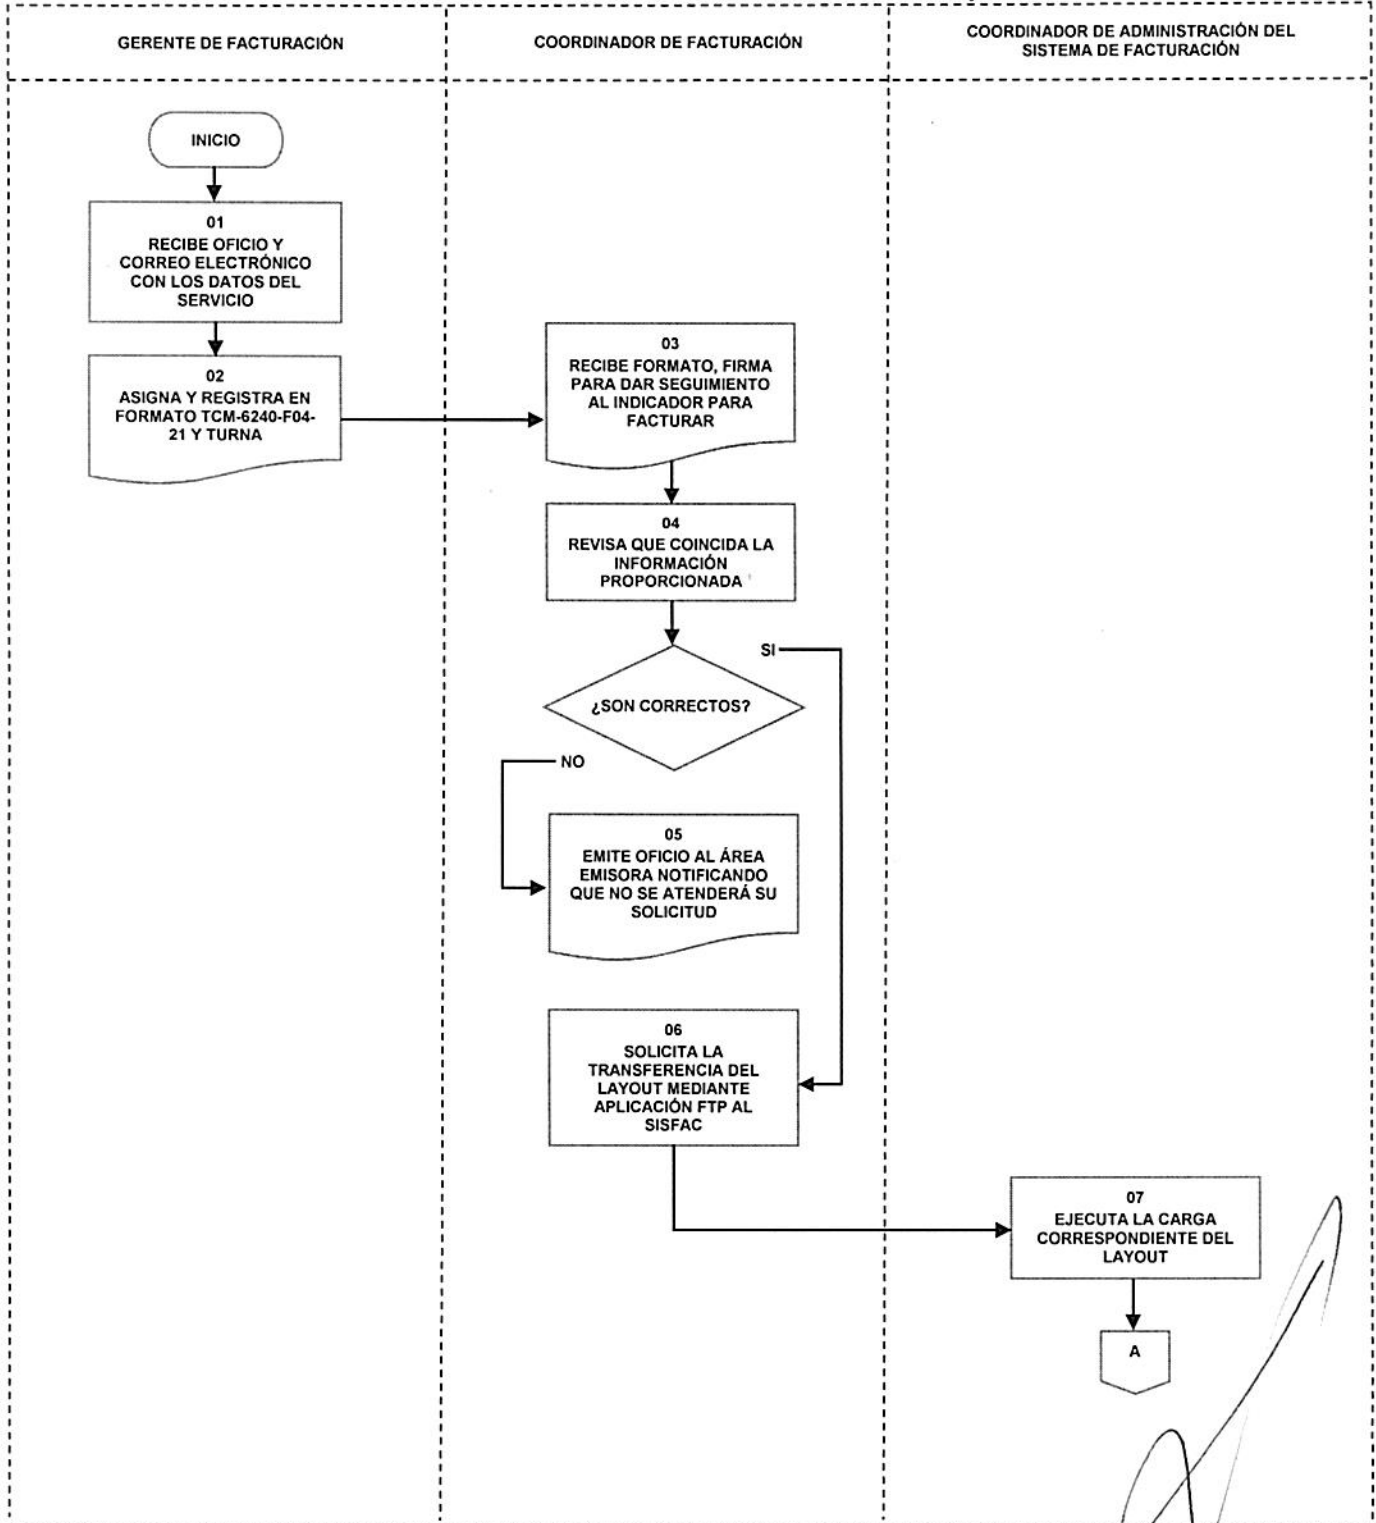 GERENTE DE FACTURACIÓN
COORDINADOR DE FACTURACIÓN
COORDINADOR DE ADMINISTRACIÓN DEL
SISTEMA DE FACTURACIÓN
INICIO
01
RECIBE OFICIO Y
CORREO ELECTRÓNICO
CON LOS DATOS DEL
SERVICIO
02
ASIGNA Y REGISTRA EN
FORMATO TCM-6240-F04-
21 Y TURNA
03
RECIBE FORMATO, FIRMA
PARA DAR SEGUIMIENTO
AL INDICADOR PARA
FACTURAR
04
REVISA QUE COINCIDA LA
INFORMACIÓN
PROPORCIONADA
SI
¿SON CORRECTOS?
NO
05
EMITE OFICIO AL ÁREA
EMISORA NOTIFICANDO
QUE NO SE ATENDERÁ SU
SOLICITUD
06
SOLICITA LA
TRANSFERENCIA DEL
LAYOUT MEDIANTE
APLICACIÓN FTP AL
SISFAC
07
EJECUTA LA CARGA
CORRESPONDIENTE DEL
LAYOUT
A